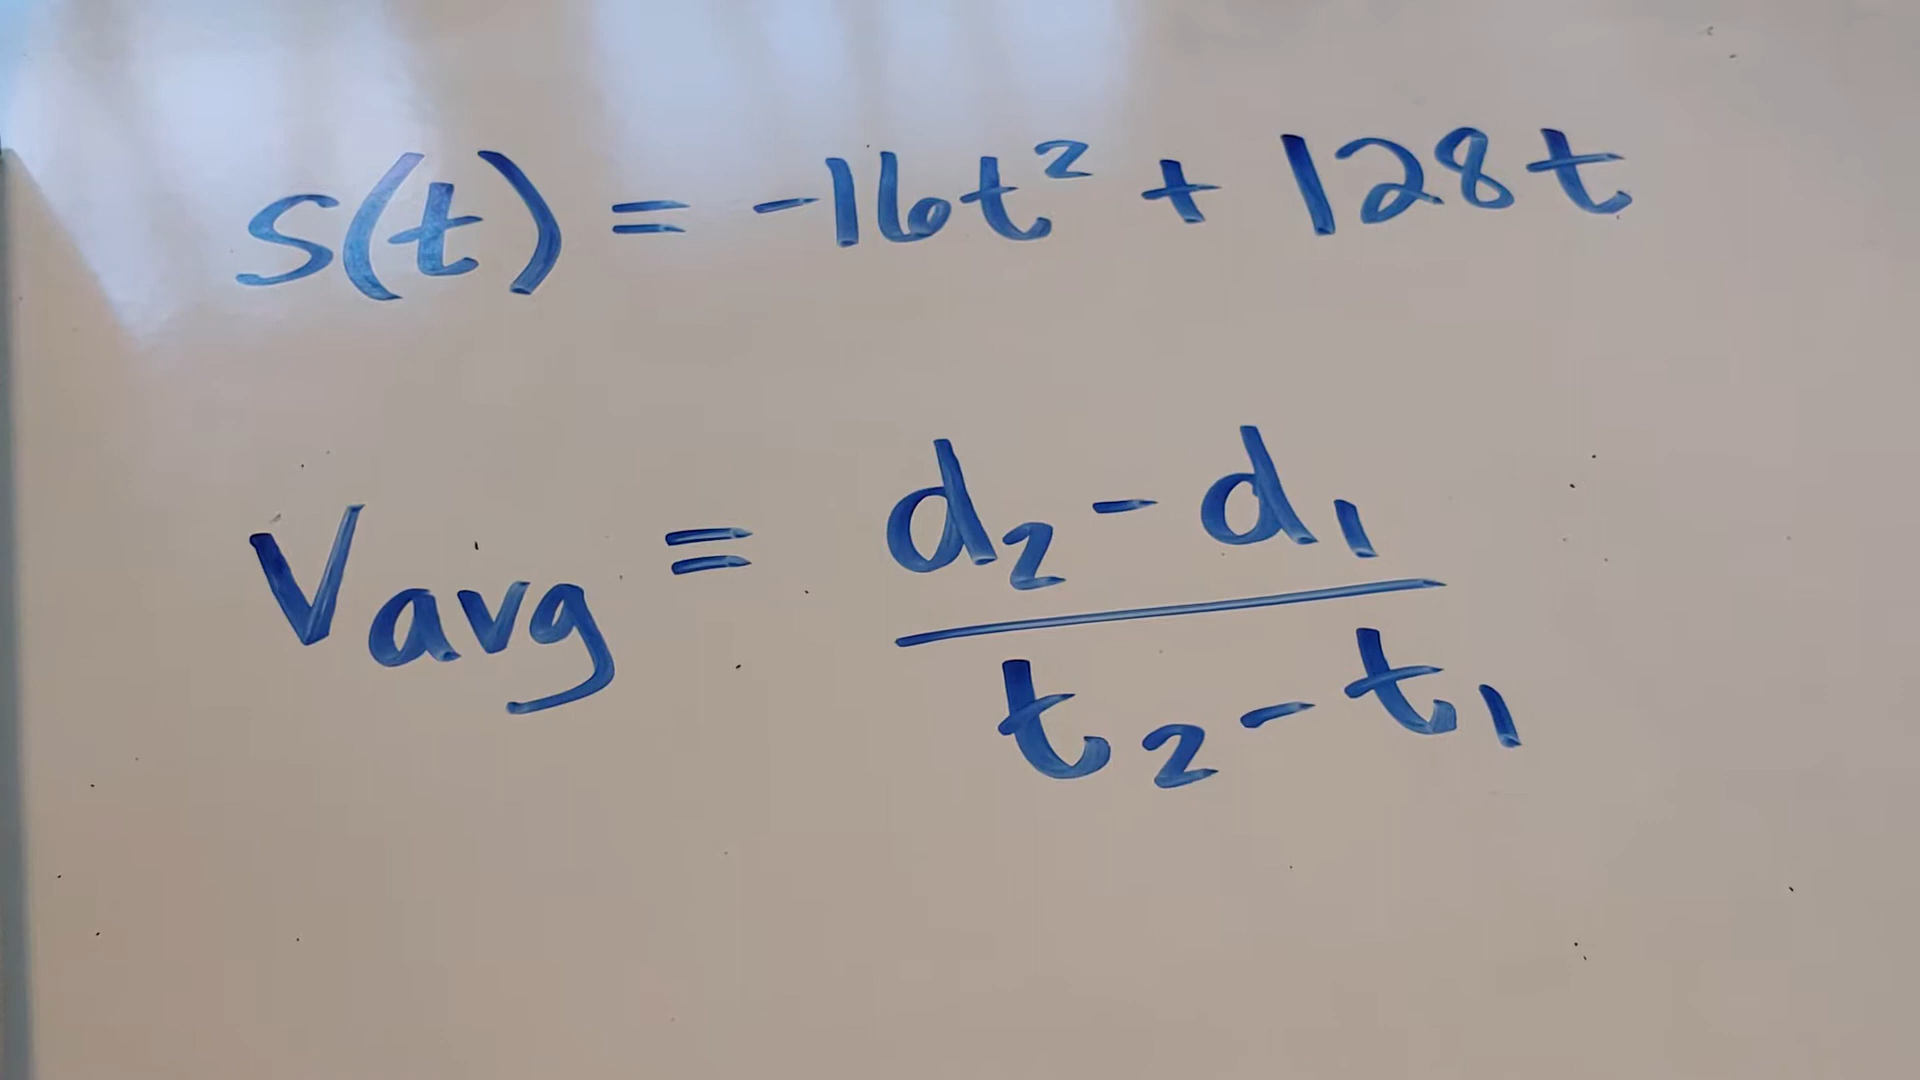 s(t) = -16t² + 128t
Vavg = d₂ - d₁
t₂ - t₁